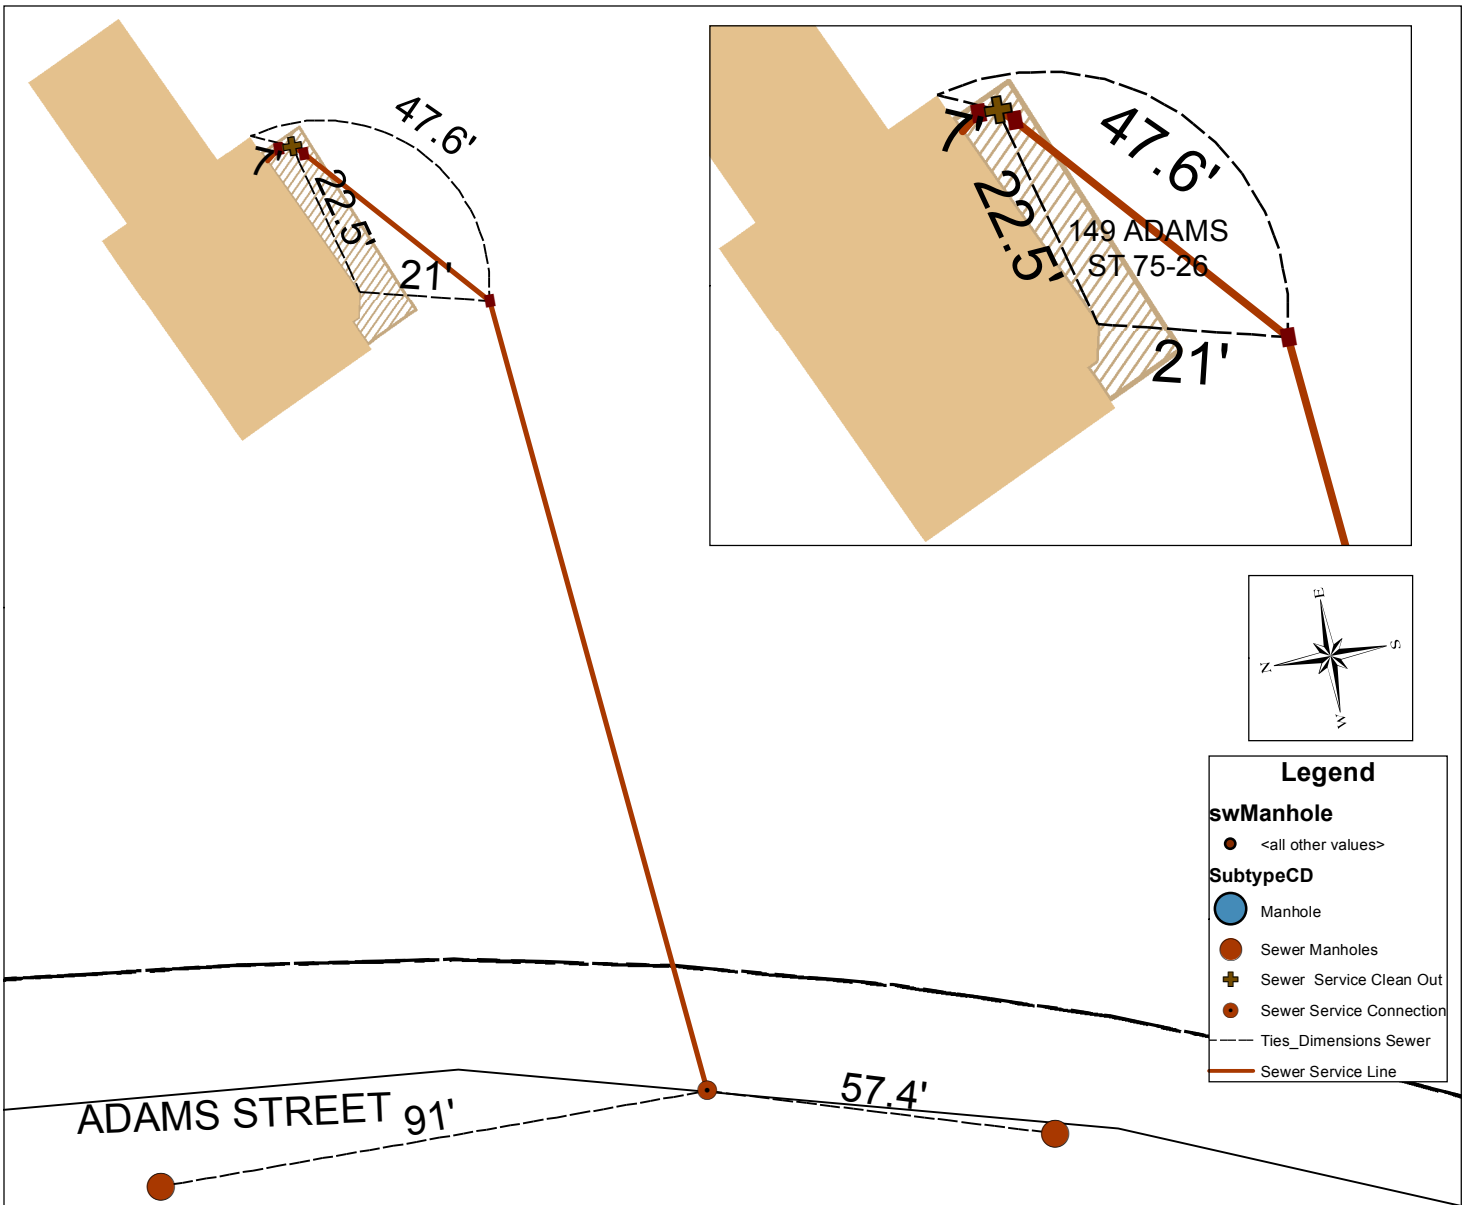 47.6'
7'
22.5'
21'
47.6'
7'
22.5'
149 ADAMS
ST 75-26
21'
E
S
N
W
Legend
swManhole
<all other values>
SubtypeCD
Manhole
Sewer Manholes
Sewer Service Clean Out
Sewer Service Connection
Ties_Dimensions Sewer
Sewer Service Line
ADAMS STREET
91'
57.4'